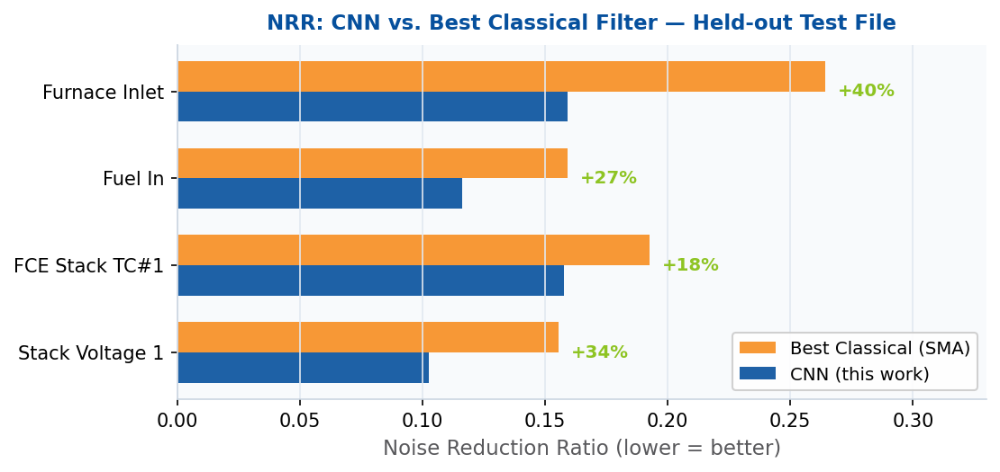 NRR: CNN vs. Best Classical Filter — Held-out Test File
Furnace Inlet
+40%
Fuel In
+27%
FCE Stack TC#1
+18%
Stack Voltage 1
+34%
Best Classical (SMA)
CNN (this work)
0.00 0.05 0.10 0.15 0.20 0.25 0.30
Noise Reduction Ratio (lower = better)